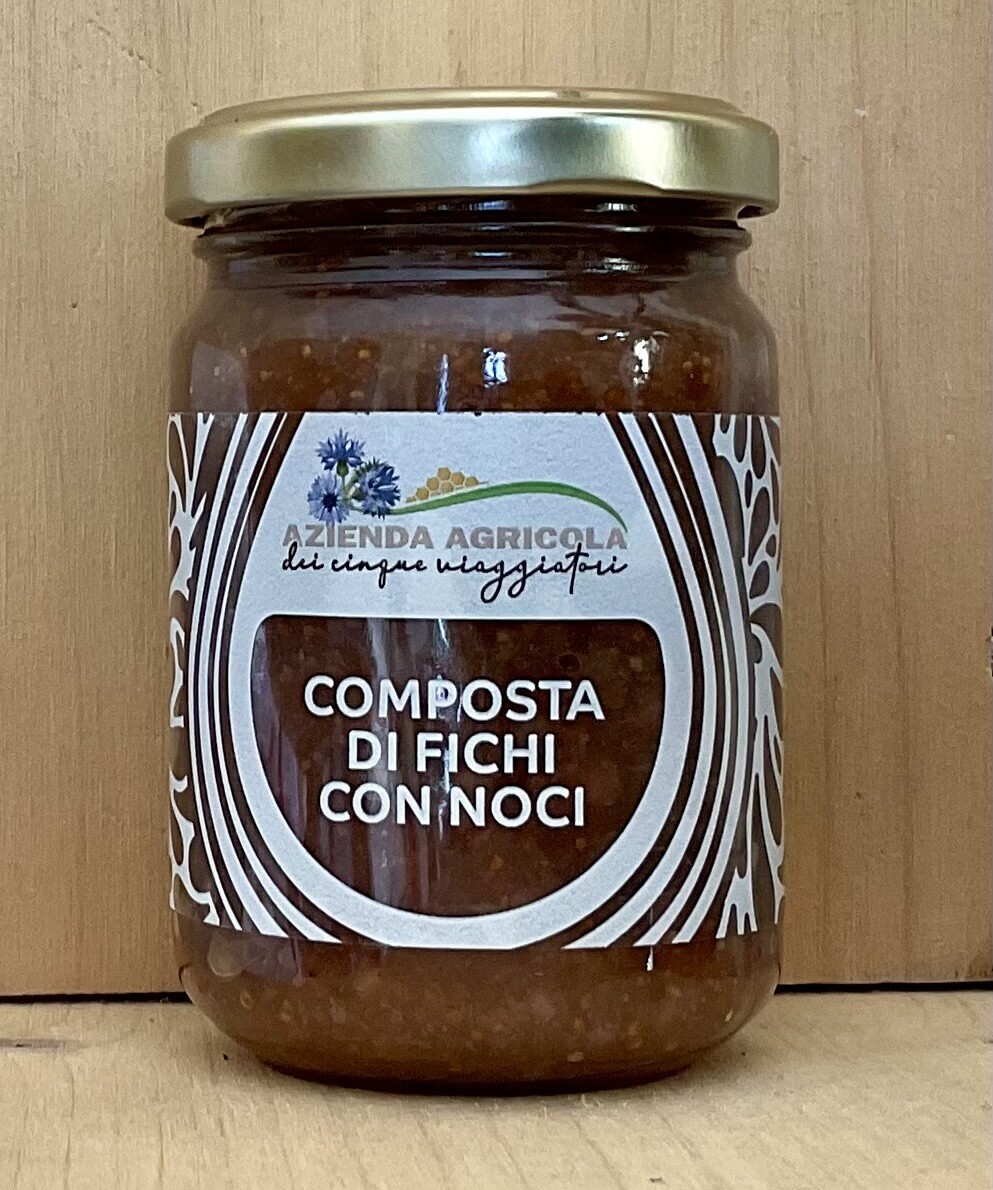 AZIENDA AGRICOLA
dei cinque viaggiatori
COMPOSTA
DI FICHI
CON NOCI